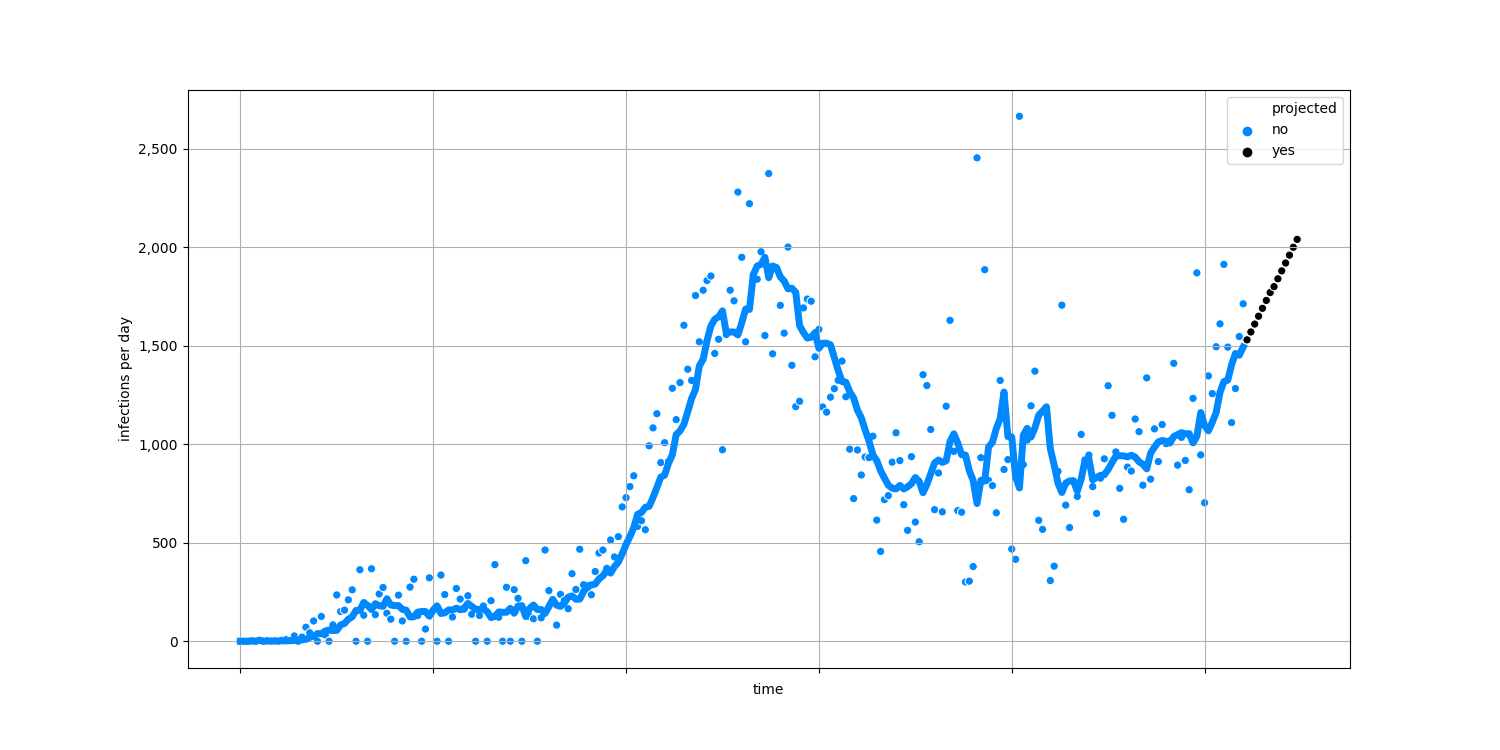 projected
no
yes
2,500
2,000
1,500
1,000
500
0
infections per day
time